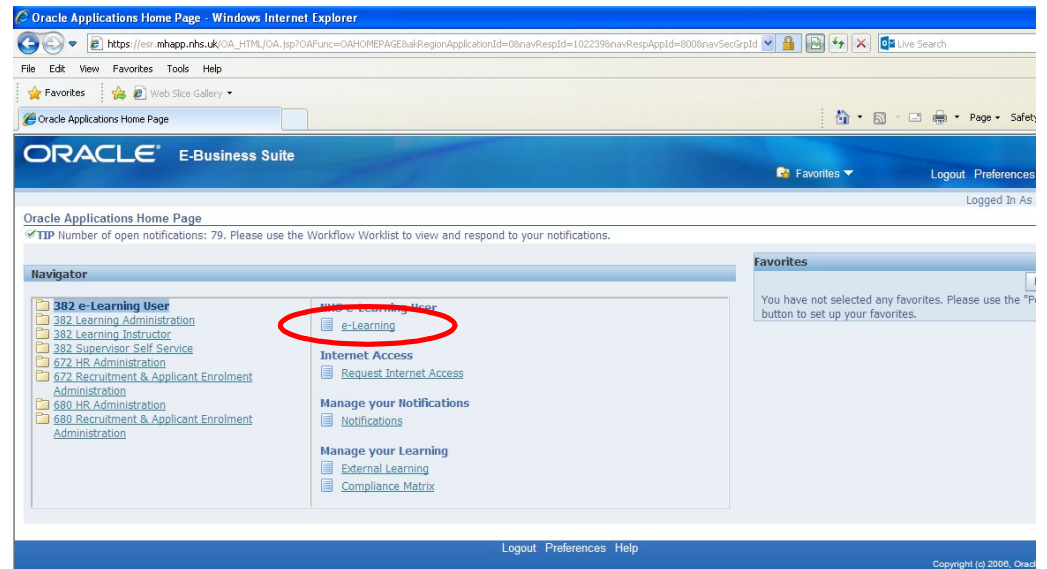 Oracle Applications Home Page - Windows Internet Explorer
https://esr.mhapp.nhs.uk/OA_HTML/OA.jsp?OAFunc=OAHOMEPAGE&akRegionApplicationId=0&navRespId=102239&navRespAppId=800&navSecGrpId
Live Search
File Edit View Favorites Tools Help
Favorites
Web Slice Gallery
Oracle Applications Home Page
Page
Safety
ORACLE E-Business Suite
Favorites
Logout Preferences
Logged In As
Oracle Applications Home Page
TIP Number of open notifications: 79. Please use the Workflow Worklist to view and respond to your notifications.
Navigator
382 e-Learning User
382 Learning Administration
382 Learning Instructor
382 Supervisor Self Service
672 HR Administration
672 Recruitment & Applicant Enrolment
Administration
680 HR Administration
680 Recruitment & Applicant Enrolment
Administration
NHS e-Learning User
e-Learning
Internet Access
Request Internet Access
Manage your Notifications
Notifications
Manage your Learning
External Learning
Compliance Matrix
Favorites
You have not selected any favorites. Please use the "Pe
button to set up your favorites.
Logout Preferences Help
Copyright (c) 2006, Oracl